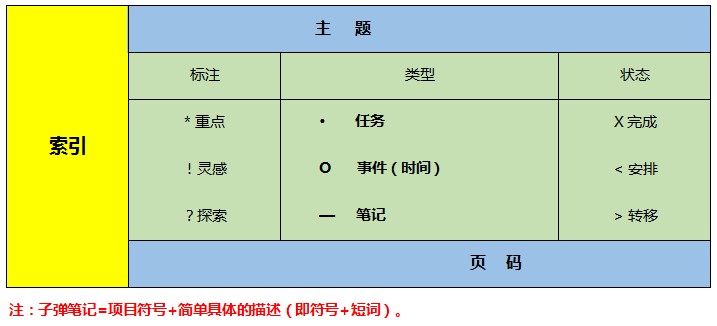 索引
主 题
标注 类型 状态
* 重点 • 任务 X 完成
! 灵感 O 事件(时间) < 安排
? 探索 — 笔记 > 转移
页 码
注:子弹笔记=项目符号+简单具体的描述(即符号+短词)。